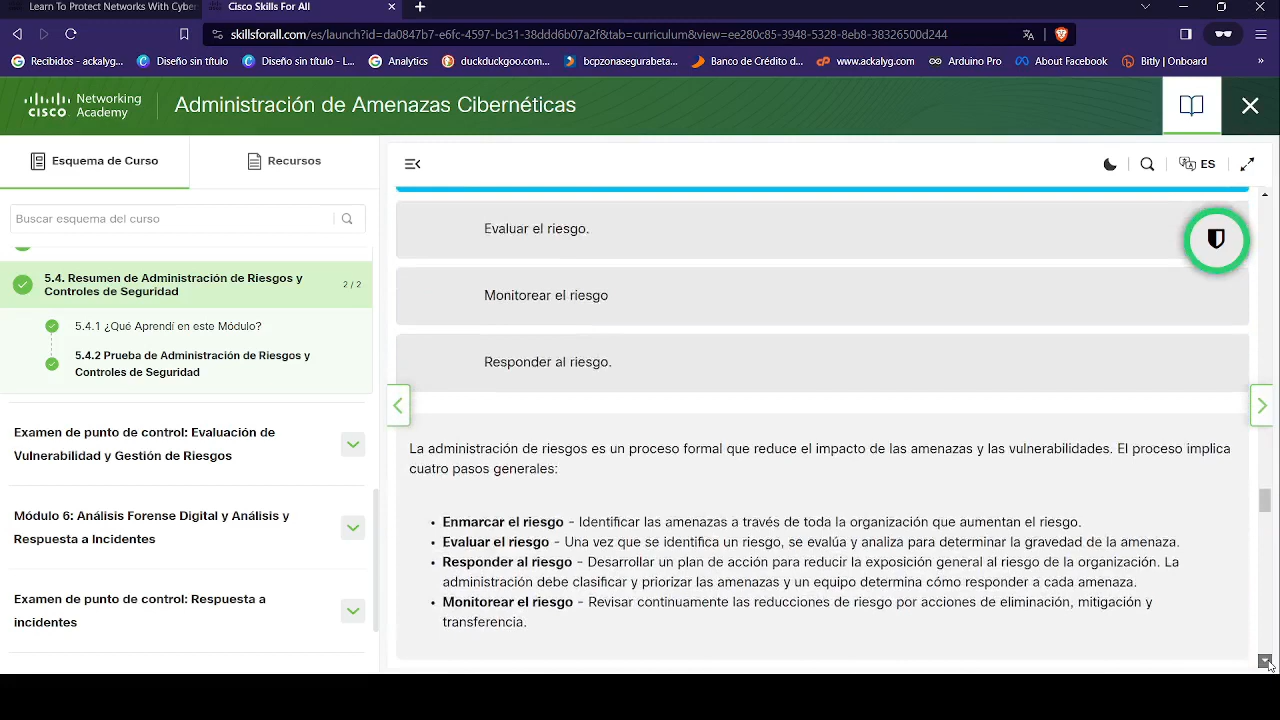 Learn To Protect Networks With Cyber
Cisco Skills For All
skillsforall.com/es/launch?id=da0847b7-e6fc-4597-bc31-38ddd6b07a2f&tab=curriculum&view=ee280c85-3948-5328-8eb8-38326500d244
Recibidos - ackalyg...
Diseño sin título
Diseño sin título - L...
Analytics
duckduckgoo.com...
bcpzonasegurabeta...
Banco de Crédito d...
www.ackalyg.com
Arduino Pro
About Facebook
Bitly | Onboard
»
cisco
Networking
Academy
Administración de Amenazas Cibernéticas
Esquema de Curso
Recursos
Buscar esquema del curso
5.4. Resumen de Administración de Riesgos y
Controles de Seguridad
2 / 2
5.4.1 ¿Qué Aprendí en este Módulo?
5.4.2 Prueba de Administración de Riesgos y
Controles de Seguridad
Examen de punto de control: Evaluación de
Vulnerabilidad y Gestión de Riesgos
Módulo 6: Análisis Forense Digital y Análisis y
Respuesta a Incidentes
Examen de punto de control: Respuesta a
incidentes
ES
Evaluar el riesgo.
Monitorear el riesgo
Responder al riesgo.
La administración de riesgos es un proceso formal que reduce el impacto de las amenazas y las vulnerabilidades. El proceso implica
cuatro pasos generales:
• Enmarcar el riesgo - Identificar las amenazas a través de toda la organización que aumentan el riesgo.
• Evaluar el riesgo - Una vez que se identifica un riesgo, se evalúa y analiza para determinar la gravedad de la amenaza.
• Responder al riesgo - Desarrollar un plan de acción para reducir la exposición general al riesgo de la organización. La
administración debe clasificar y priorizar las amenazas y un equipo determina cómo responder a cada amenaza.
• Monitorear el riesgo - Revisar continuamente las reducciones de riesgo por acciones de eliminación, mitigación y
transferencia.